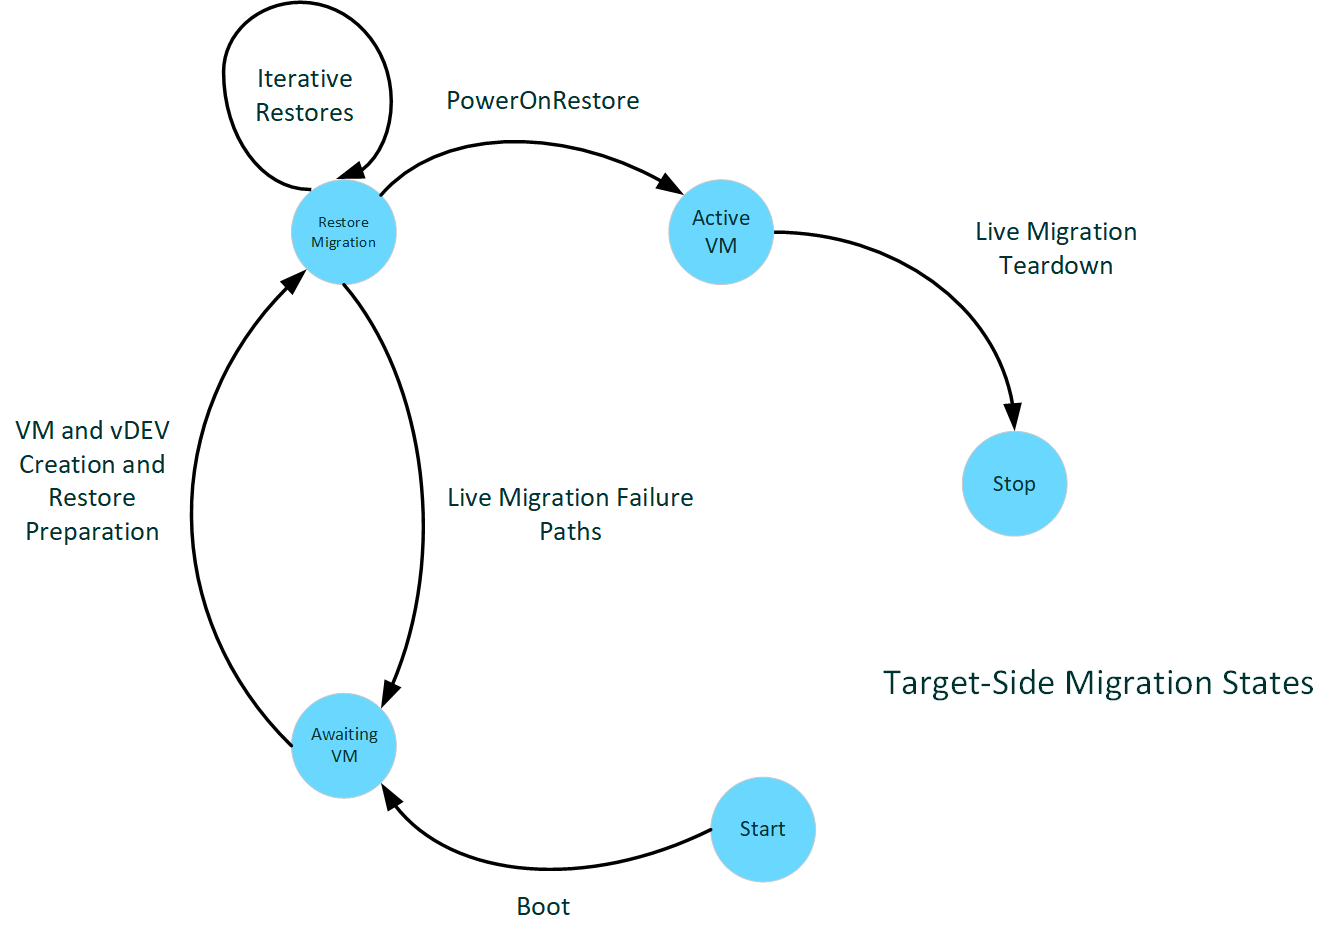 Iterative
Restores
PowerOnRestore
Restore
Migration
Active
VM
Live Migration
Teardown
VM and vDEV
Creation and
Restore
Preparation
Live Migration Failure
Paths
Stop
Target-Side Migration States
Awaiting
VM
Start
Boot